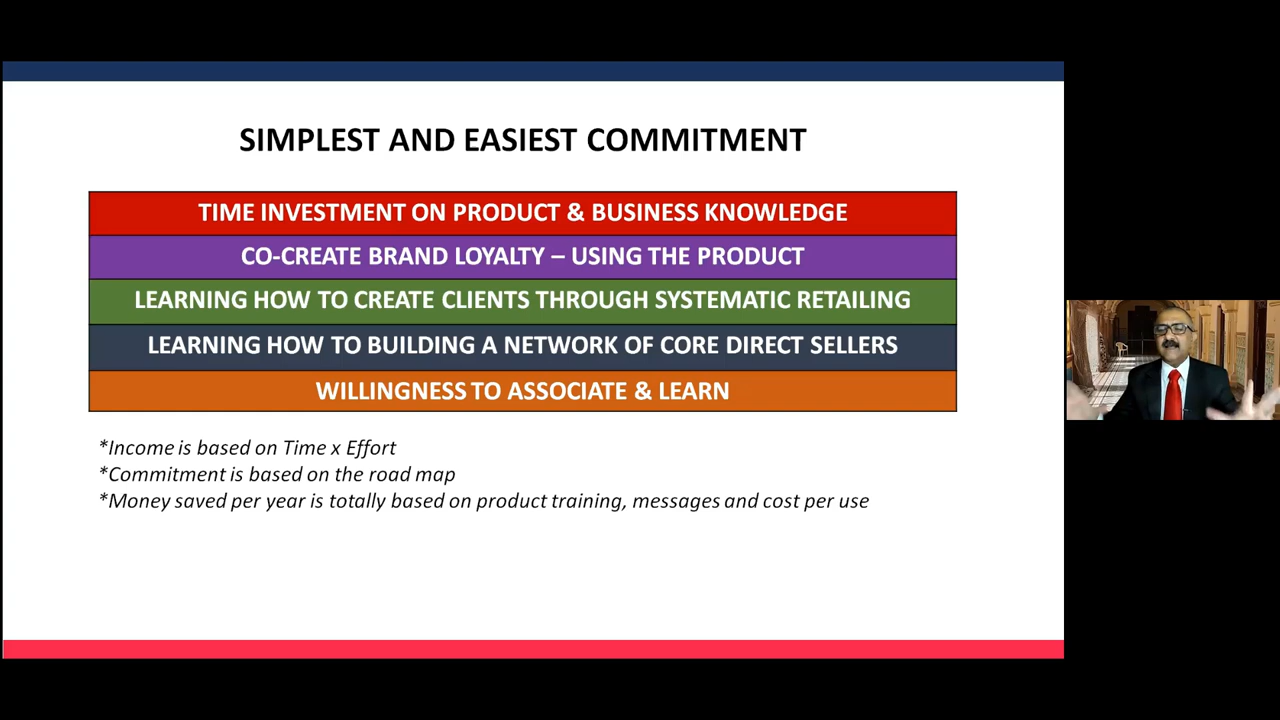 SIMPLEST AND EASIEST COMMITMENT
TIME INVESTMENT ON PRODUCT & BUSINESS KNOWLEDGE
CO-CREATE BRAND LOYALTY – USING THE PRODUCT
LEARNING HOW TO CREATE CLIENTS THROUGH SYSTEMATIC RETAILING
LEARNING HOW TO BUILDING A NETWORK OF CORE DIRECT SELLERS
WILLINGNESS TO ASSOCIATE & LEARN
*Income is based on Time x Effort
*Commitment is based on the road map
*Money saved per year is totally based on product training, messages and cost per use